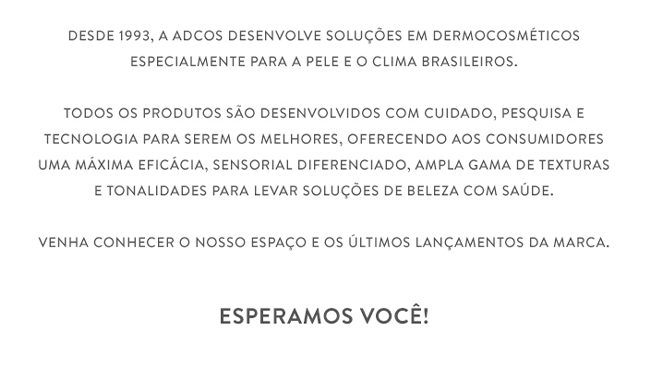 DESDE 1993, A ADCOS DESENVOLVE SOLUÇÕES EM DERMOCOSMÉTICOS
ESPECIALMENTE PARA A PELE E O CLIMA BRASILEIROS.
TODOS OS PRODUTOS SÃO DESENVOLVIDOS COM CUIDADO, PESQUISA E
TECNOLOGIA PARA SEREM OS MELHORES, OFERECENDO AOS CONSUMIDORES
UMA MÁXIMA EFICÁCIA, SENSORIAL DIFERENCIADO, AMPLA GAMA DE TEXTURAS
E TONALIDADES PARA LEVAR SOLUÇÕES DE BELEZA COM SAÚDE.
VENHA CONHECER O NOSSO ESPAÇO E OS ÚLTIMOS LANÇAMENTOS DA MARCA.
ESPERAMOS VOCÊ!